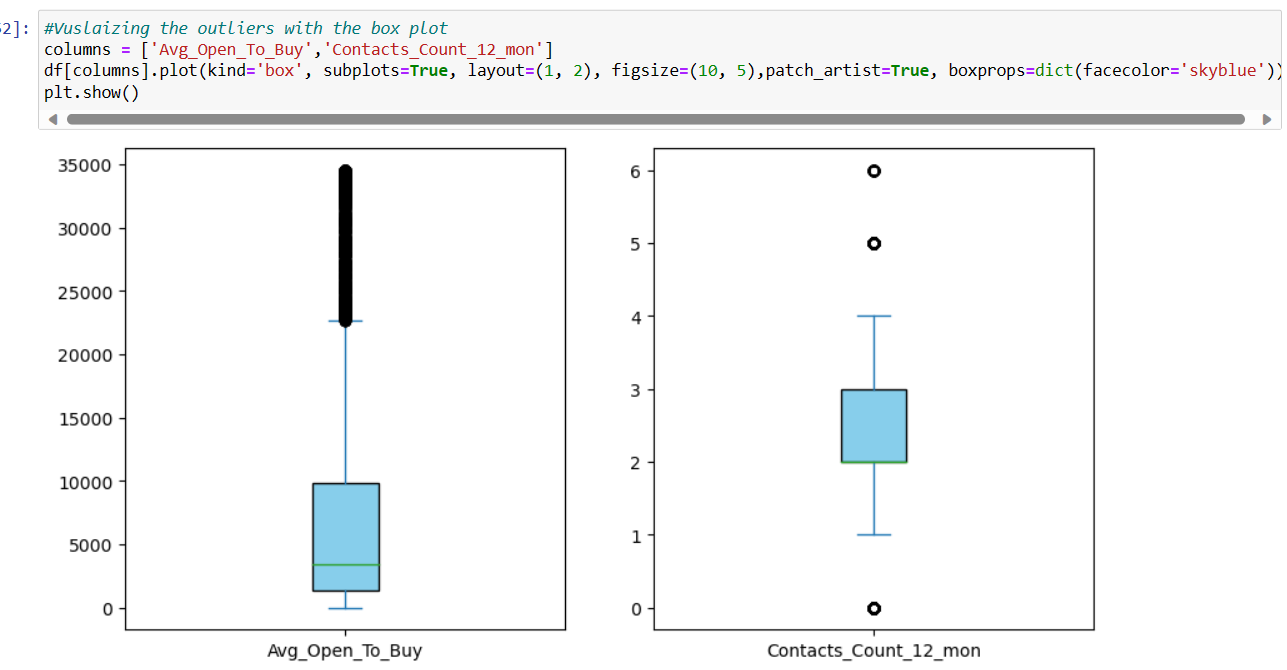 2]: #Vuslaizing the outliers with the box plot
columns = ['Avg_Open_To_Buy','Contacts_Count_12_mon']
df[columns].plot(kind='box', subplots=True, layout=(1, 2), figsize=(10, 5),patch_artist=True, boxprops=dict(facecolor='skyblue'))
plt.show()
35000
30000
25000
20000
15000
10000
5000
0
Avg_Open_To_Buy
6
5
4
3
2
1
0
Contacts_Count_12_mon